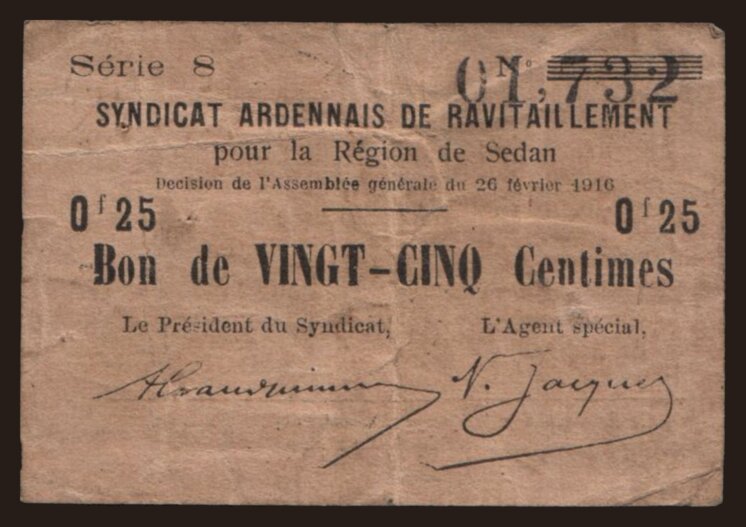 Série 8 N° 01,732
SYNDICAT ARDENNAIS DE RAVITAILLEMENT
pour la Région de Sedan
Decision de l'Assemblée générale du 26 février 1916
0f 25 0f 25
Bon de VINGT-CINQ Centimes
Le Président du Syndicat, L'Agent spécial,
N. Jacques